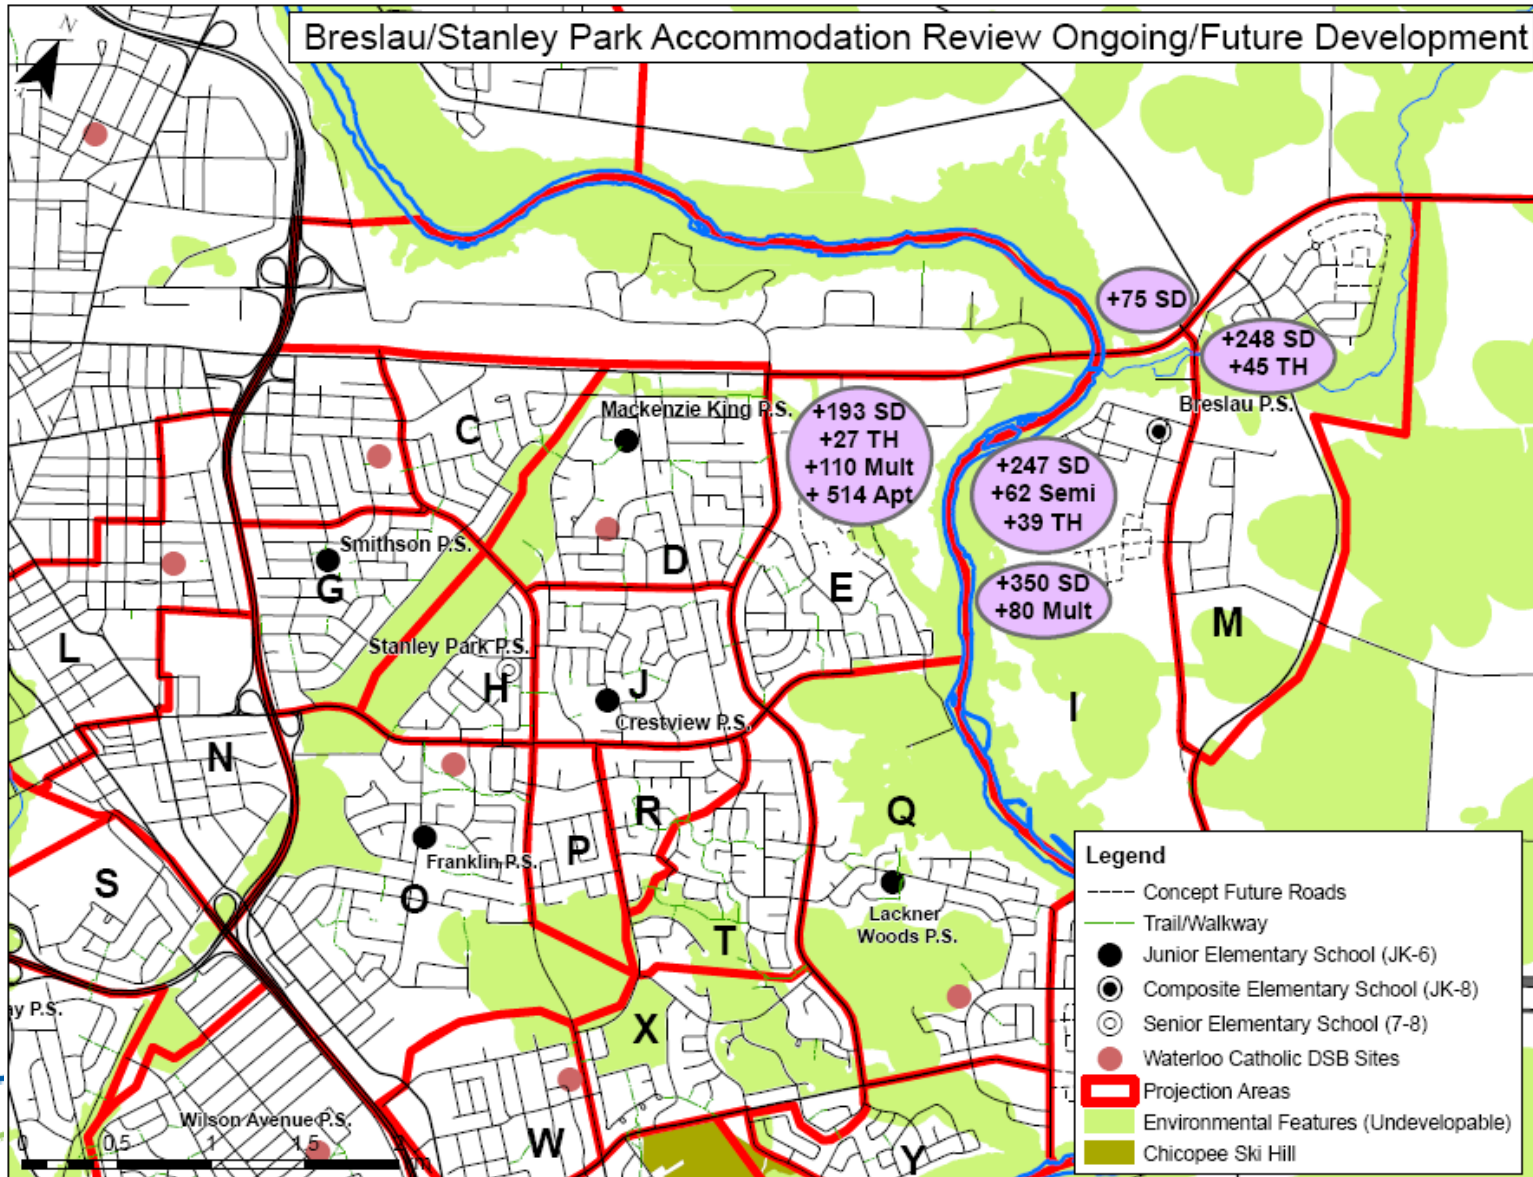 Breslau/Stanley Park Accommodation Review Ongoing/Future Development
N
+75 SD
+248 SD
+45 TH
Breslau P.S.
Mackenzie King P.S.
C
+193 SD
+27 TH
+110 Mult
+ 514 Apt
+247 SD
+62 Semi
+39 TH
Smithson P.S.
G
D
E
+350 SD
+80 Mult
M
L
Stanley Park P.S.
H
J
Crestview P.S.
I
N
R
Q
P
Franklin P.S.
O
S
Lackner
Woods P.S.
T
ay P.S.
X
Wilson Avenue P.S.
W
Y
0 0.5 1 1.5 2
Legend
Concept Future Roads
Trail/Walkway
Junior Elementary School (JK-6)
Composite Elementary School (JK-8)
Senior Elementary School (7-8)
Waterloo Catholic DSB Sites
Projection Areas
Environmental Features (Undevelopable)
Chicopee Ski Hill